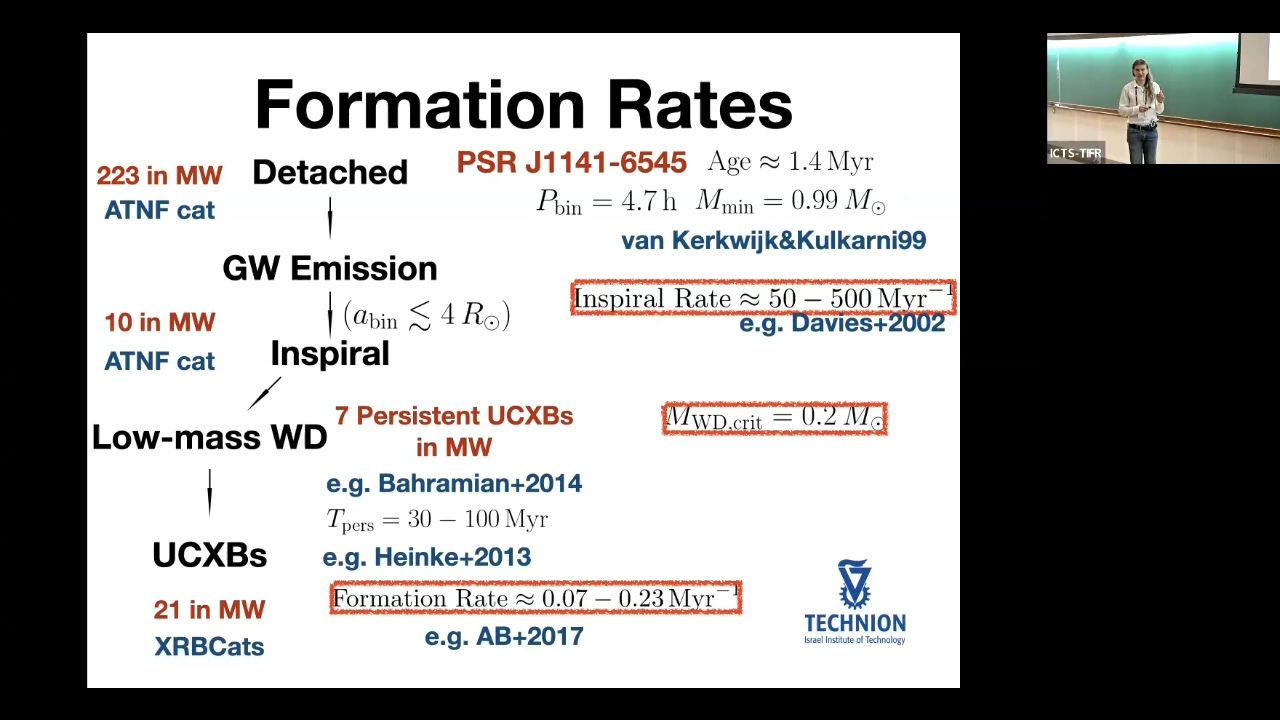 Formation Rates
223 in MW
ATNF cat
Detached
PSR J1141-6545 Age ≈ 1.4 Myr
P_bin = 4.7 h M_min = 0.99 M_⊙
van Kerkwijk&Kulkarni99
GW Emission
Inspiral Rate ≈ 50 − 500 Myr⁻¹
e.g. Davies+2002
(a_bin ≲ 4 R_⊙)
10 in MW
ATNF cat
Inspiral
Low-mass WD
7 Persistent UCXBs
in MW
M_WD,crit = 0.2 M_⊙
e.g. Bahramian+2014
T_pers = 30 − 100 Myr
UCXBs
e.g. Heinke+2013
21 in MW
XRBCats
Formation Rate ≈ 0.07 − 0.23 Myr⁻¹
e.g. AB+2017
TECHNION
Israel Institute of Technology
ICTS-TIFR